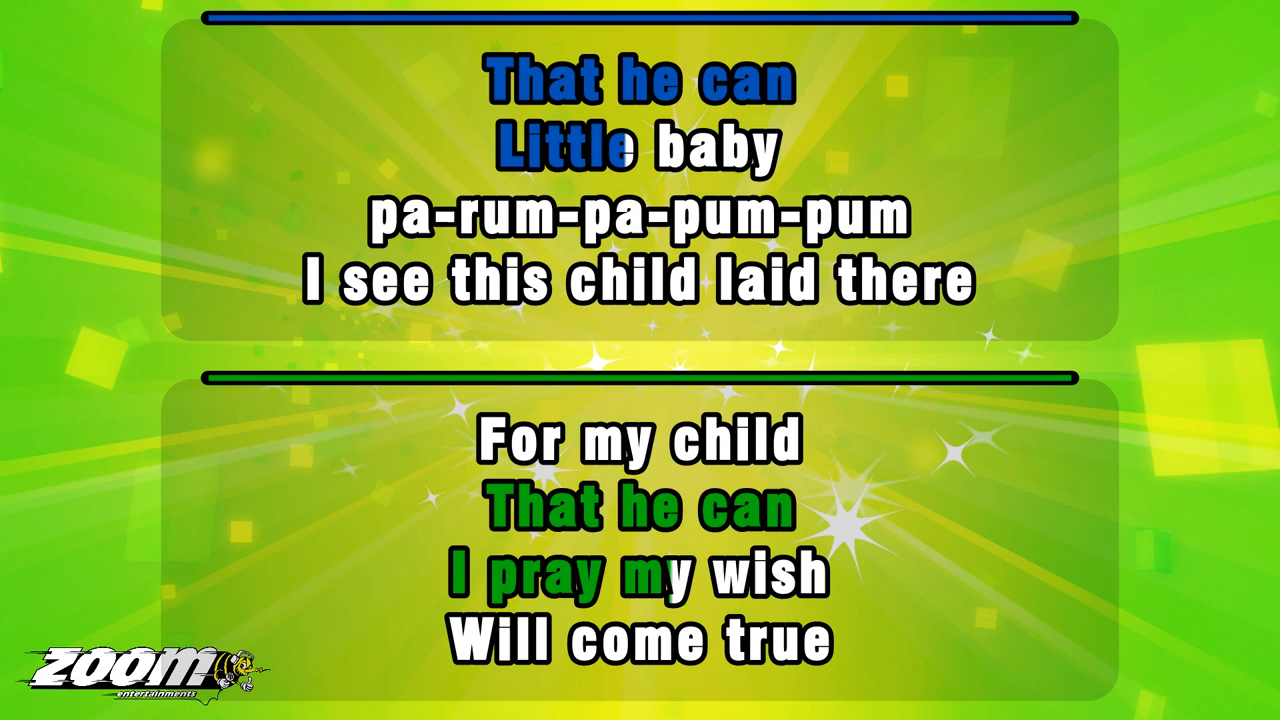 That he can
Little baby
pa-rum-pa-pum-pum
I see this child laid there
For my child
That he can
I pray my wish
Will come true
ZOOM
entertainments